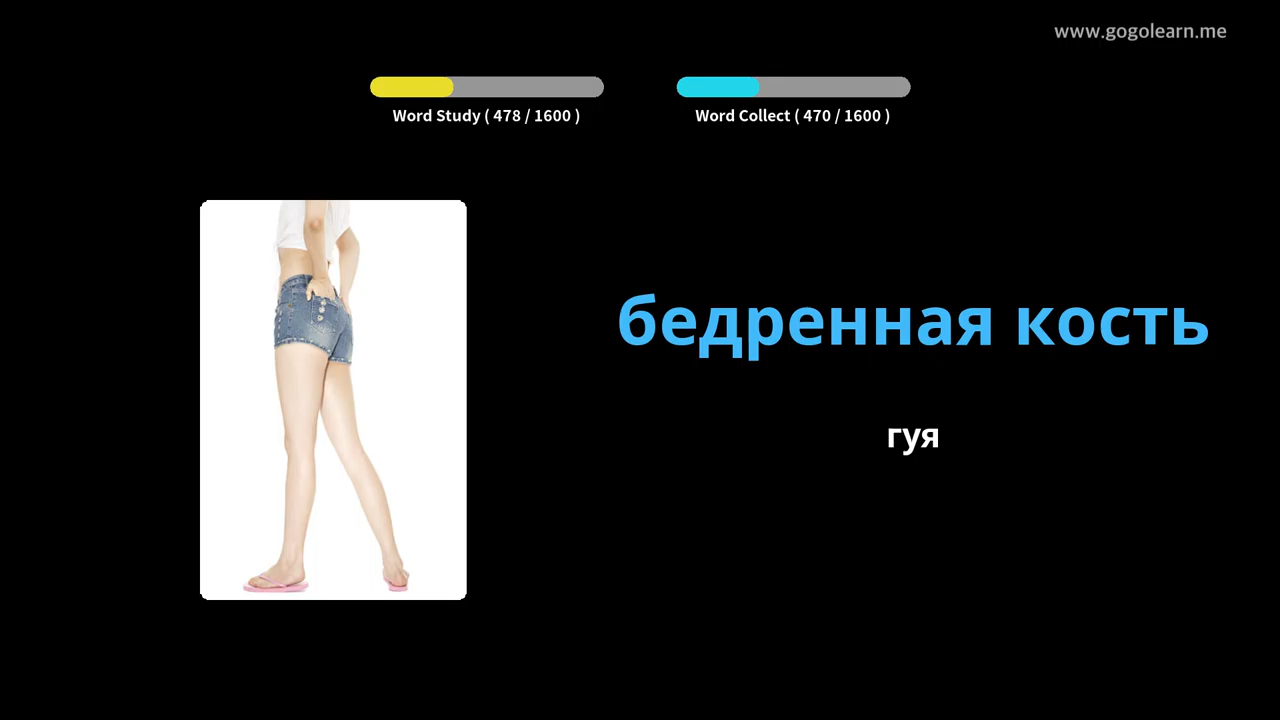 www.gogolearn.me
Word Study ( 478 / 1600 )
Word Collect ( 470 / 1600 )
бедренная кость
гуя